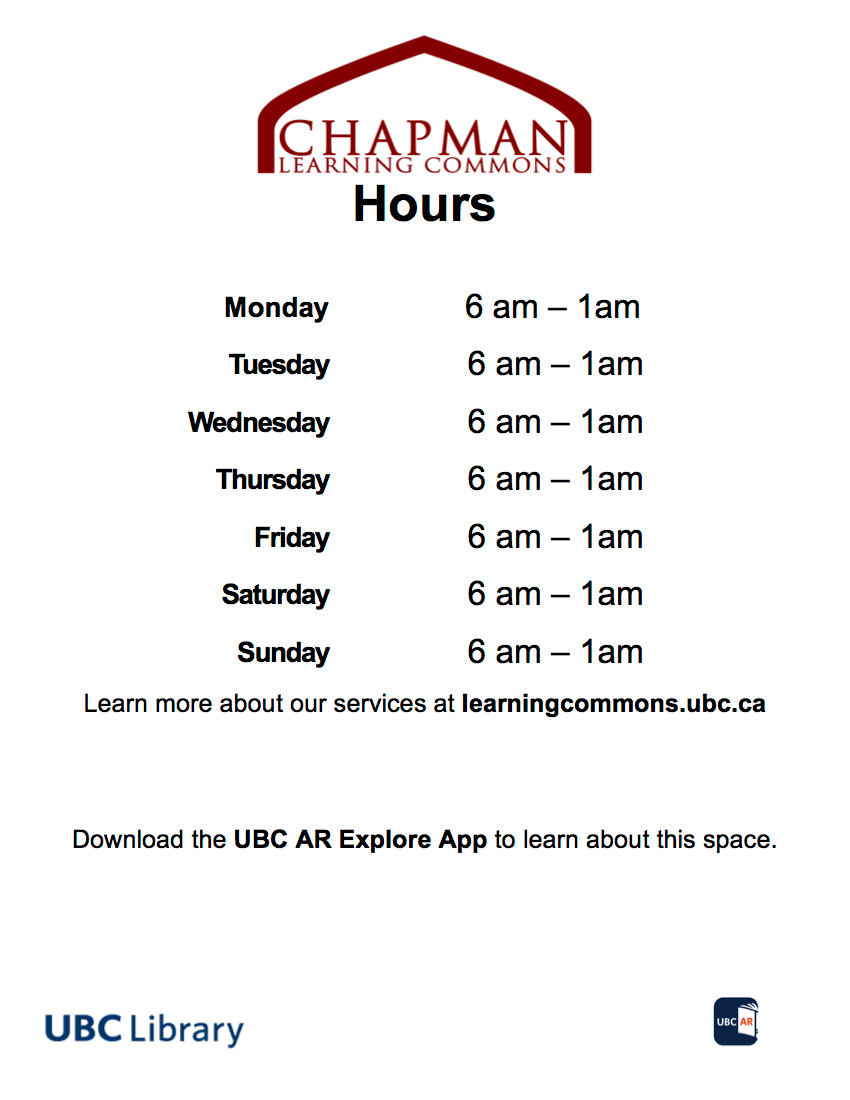 CHAPMAN
LEARNING COMMONS
Hours
Monday 6 am – 1am
Tuesday 6 am – 1am
Wednesday 6 am – 1am
Thursday 6 am – 1am
Friday 6 am – 1am
Saturday 6 am – 1am
Sunday 6 am – 1am
Learn more about our services at learningcommons.ubc.ca
Download the UBC AR Explore App to learn about this space.
UBC Library
UBC AR